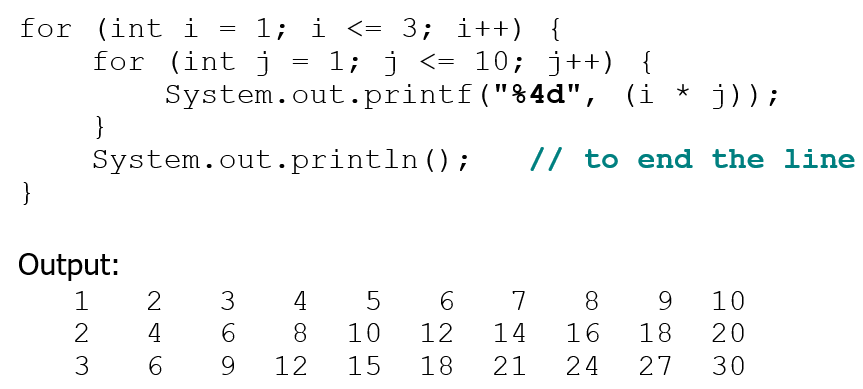 for (int i = 1; i <= 3; i++) {
    for (int j = 1; j <= 10; j++) {
        System.out.printf("%4d", (i * j));
    }
    System.out.println();   // to end the line
}
Output:
   1   2   3   4   5   6   7   8   9  10
   2   4   6   8  10  12  14  16  18  20
   3   6   9  12  15  18  21  24  27  30